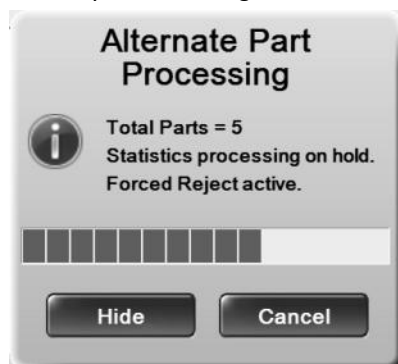 Alternate Part
Processing
Total Parts = 5
Statistics processing on hold.
Forced Reject active.
Hide
Cancel